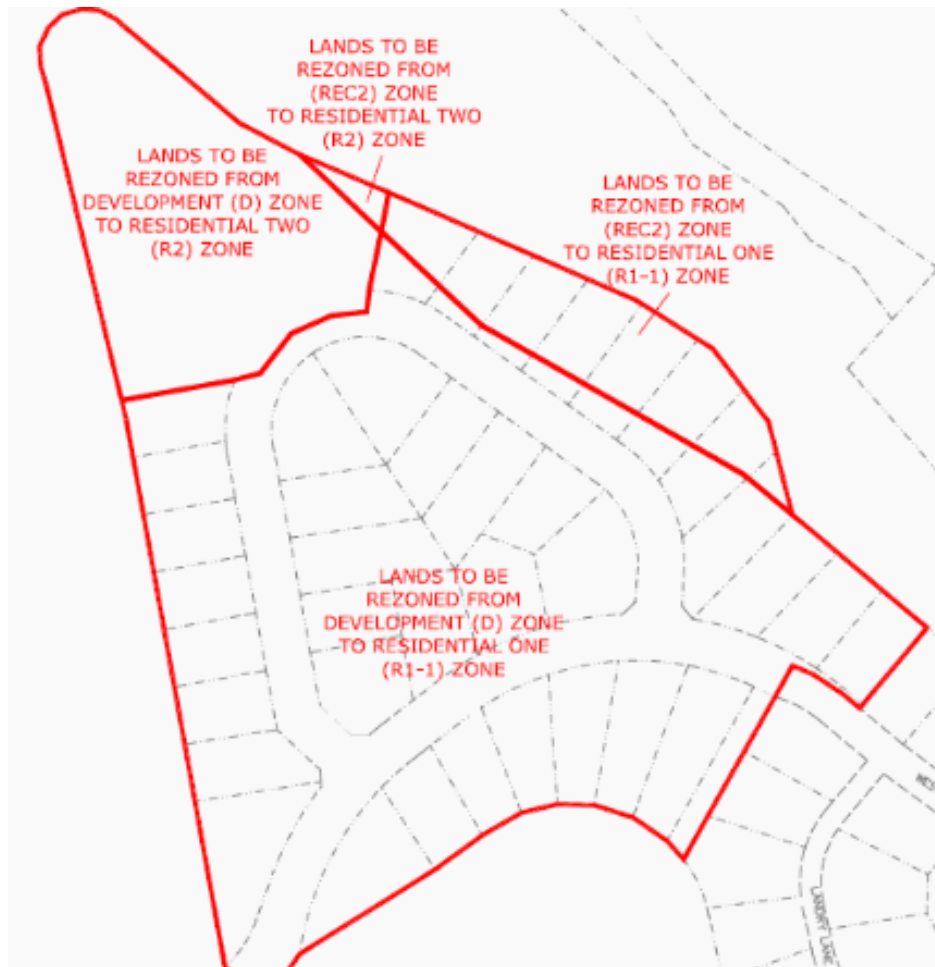 LANDS TO BE
REZONED FROM
(REC2) ZONE
TO RESIDENTIAL TWO
(R2) ZONE
LANDS TO BE
REZONED FROM
DEVELOPMENT (D) ZONE
TO RESIDENTIAL TWO
(R2) ZONE
LANDS TO BE
REZONED FROM
(REC2) ZONE
TO RESIDENTIAL ONE
(R1-1) ZONE
LANDS TO BE
REZONED FROM
DEVELOPMENT (D) ZONE
TO RESIDENTIAL ONE
(R1-1) ZONE
LANDRY LANE